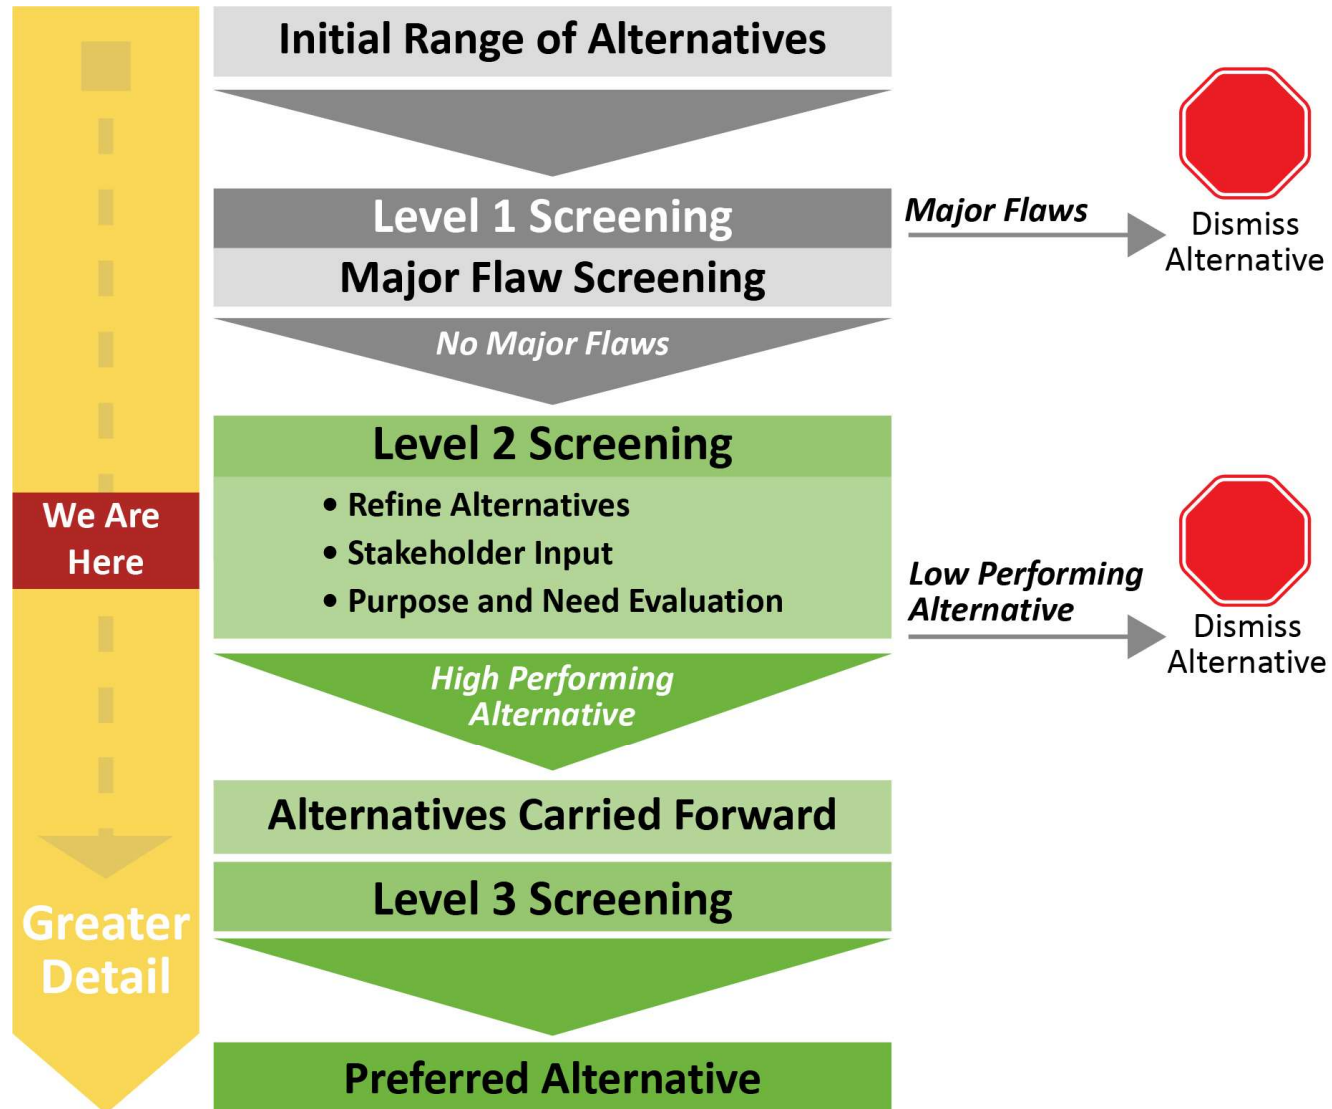 Initial Range of Alternatives
Level 1 Screening
Major Flaw Screening
Major Flaws
Dismiss
Alternative
No Major Flaws
Level 2 Screening
• Refine Alternatives
• Stakeholder Input
• Purpose and Need Evaluation
We Are
Here
Low Performing
Alternative
Dismiss
Alternative
High Performing
Alternative
Alternatives Carried Forward
Level 3 Screening
Greater
Detail
Preferred Alternative